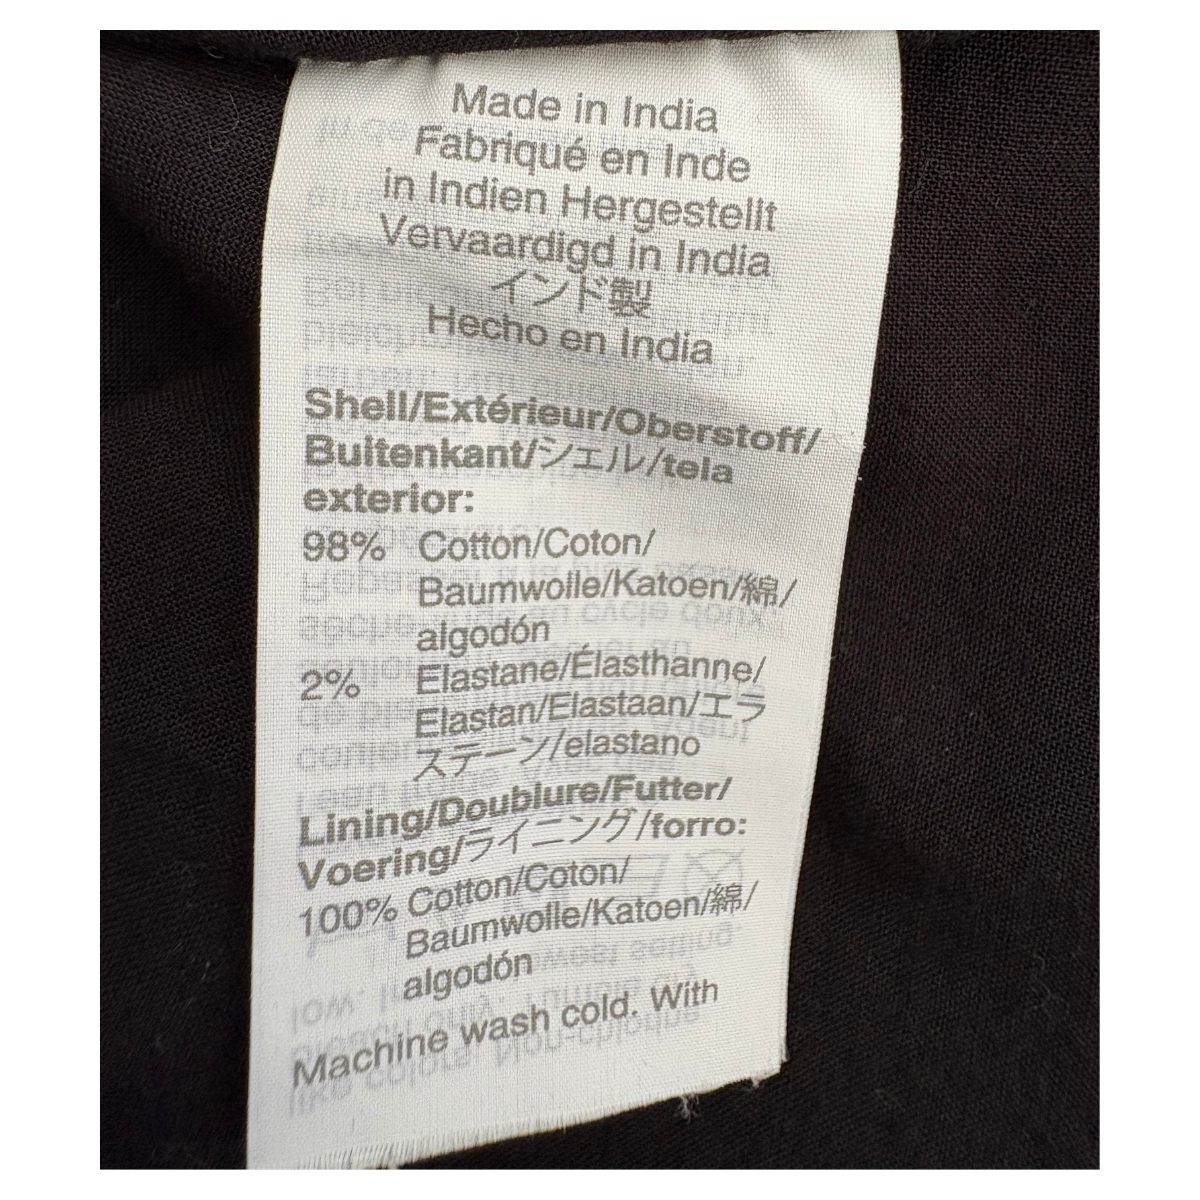 Made in India
Fabriqué en Inde
in Indien Hergestellt
Vervaardigd in India
インド製
Hecho en India
Shell/Extérieur/Oberstoff/
Buitenkant/シェル/tela
exterior:
98% Cotton/Coton/
Baumwolle/Katoen/綿/
algodón
2% Elastane/Élasthanne/
Elastan/Elastaan/エラ
ステーン/elastano
Lining/Doublure/Futter/
Voering/ライニング/forro:
100% Cotton/Coton/
Baumwolle/Katoen/綿/
algodón
Machine wash cold. With